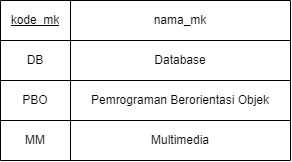 kode_mk nama_mk
DB Database
PBO Pemrograman Berorientasi Objek
MM Multimedia